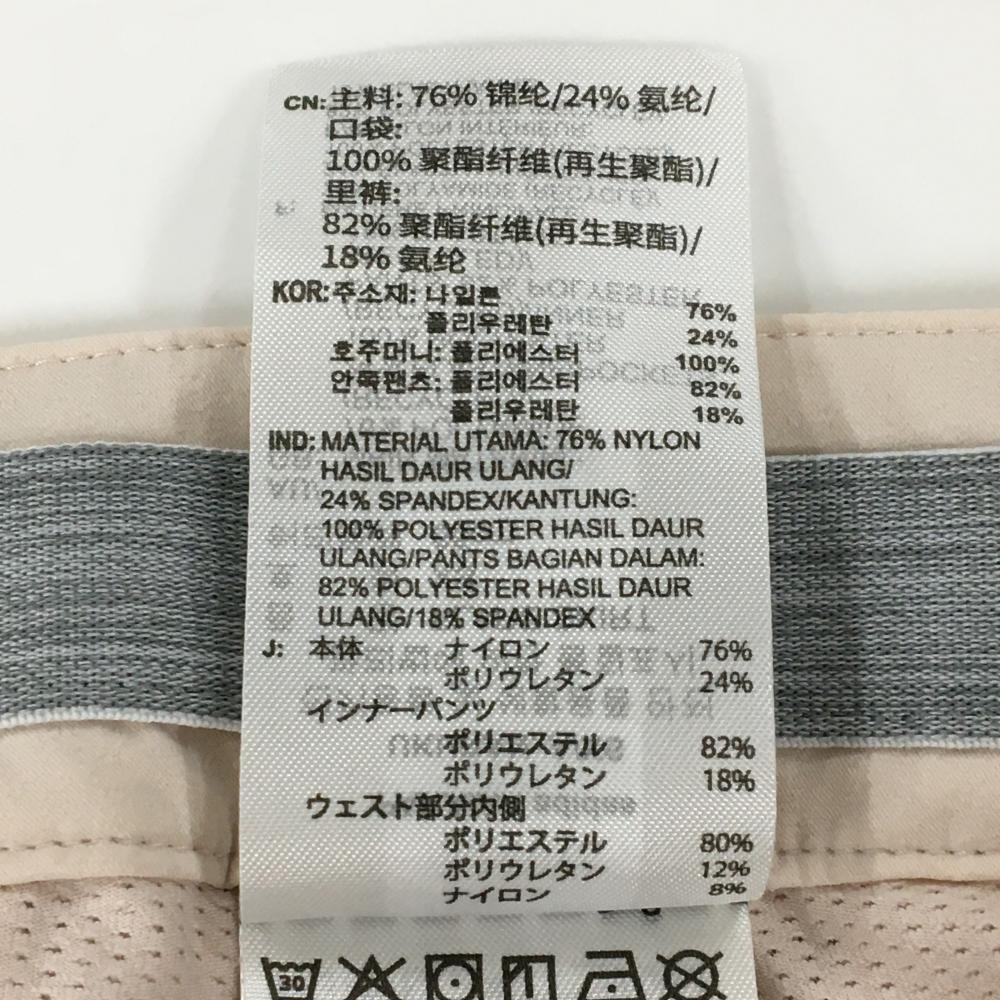 CN: 主料: 76% 锦纶/24% 氨纶/
口袋:
100% 聚酯纤维(再生聚酯)/
里裤:
82% 聚酯纤维(再生聚酯)/
18% 氨纶
KOR: 주소재: 나일론 76%
폴리우레탄 24%
호주머니: 폴리에스터 100%
안쪽팬츠: 폴리에스터 82%
폴리우레탄 18%
IND: MATERIAL UTAMA: 76% NYLON
HASIL DAUR ULANG/
24% SPANDEX/KANTUNG:
100% POLYESTER HASIL DAUR
ULANG/PANTS BAGIAN DALAM:
82% POLYESTER HASIL DAUR
ULANG/18% SPANDEX
J: 本体 ナイロン 76%
ポリウレタン 24%
インナーパンツ
ポリエステル 82%
ポリウレタン 18%
ウェスト部分内側
ポリエステル 80%
ポリウレタン 12%
ナイロン 8%
30